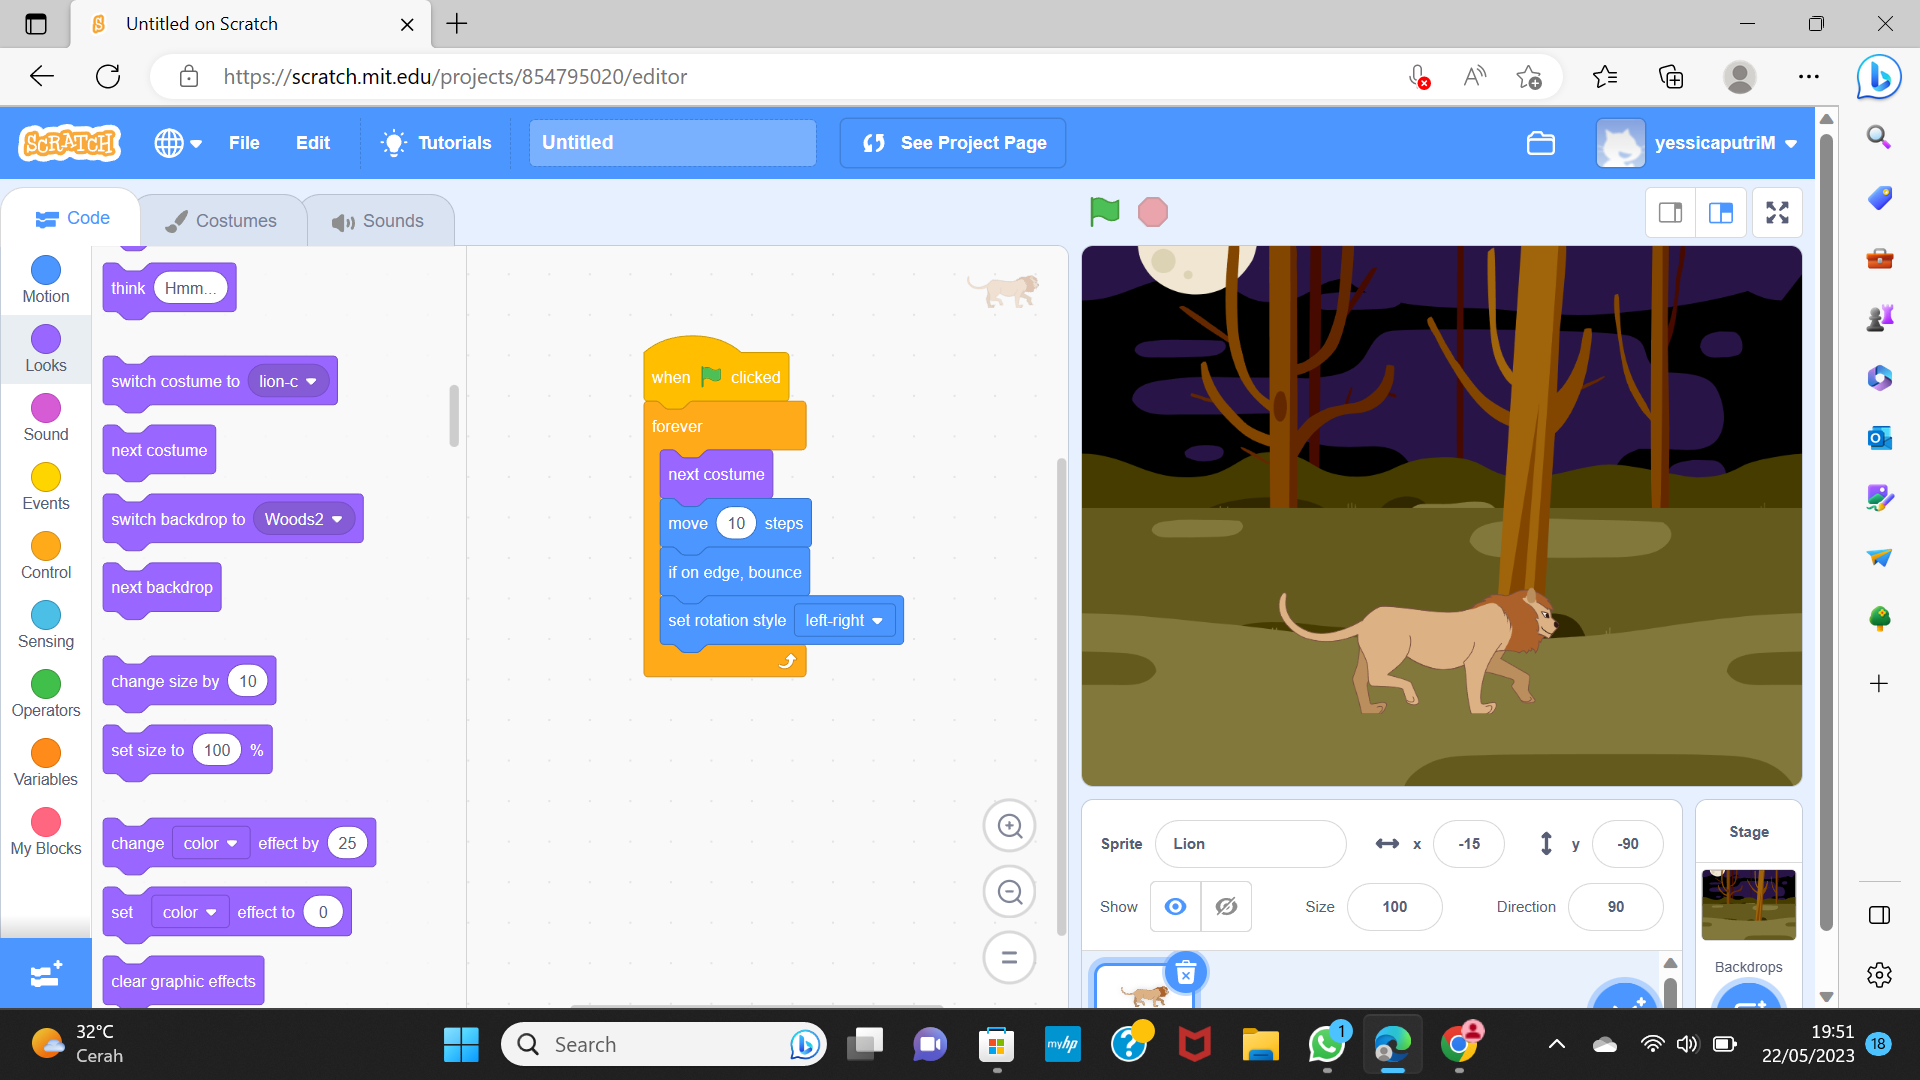 Untitled on Scratch
https://scratch.mit.edu/projects/854795020/editor
SCRATCH
File
Edit
Tutorials
Untitled
See Project Page
yessicaputriM
Code
Costumes
Sounds
Motion
Looks
Sound
Events
Control
Sensing
Operators
Variables
My Blocks
think Hmm...
switch costume to lion-c
next costume
switch backdrop to Woods2
next backdrop
change size by 10
set size to 100 %
change color effect by 25
set color effect to 0
clear graphic effects
when clicked
forever
next costume
move 10 steps
if on edge, bounce
set rotation style left-right
Sprite Lion x -15 y -90
Show Size 100 Direction 90
Stage
Backdrops
32°C
Cerah
Search
myhp
1
19:51
22/05/2023
18